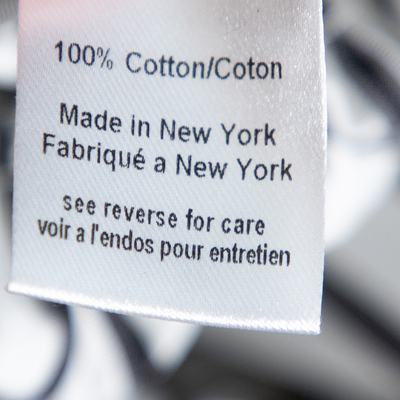 100% Cotton/Coton
Made in New York
Fabriqué a New York
see reverse for care
voir a l'endos pour entretien